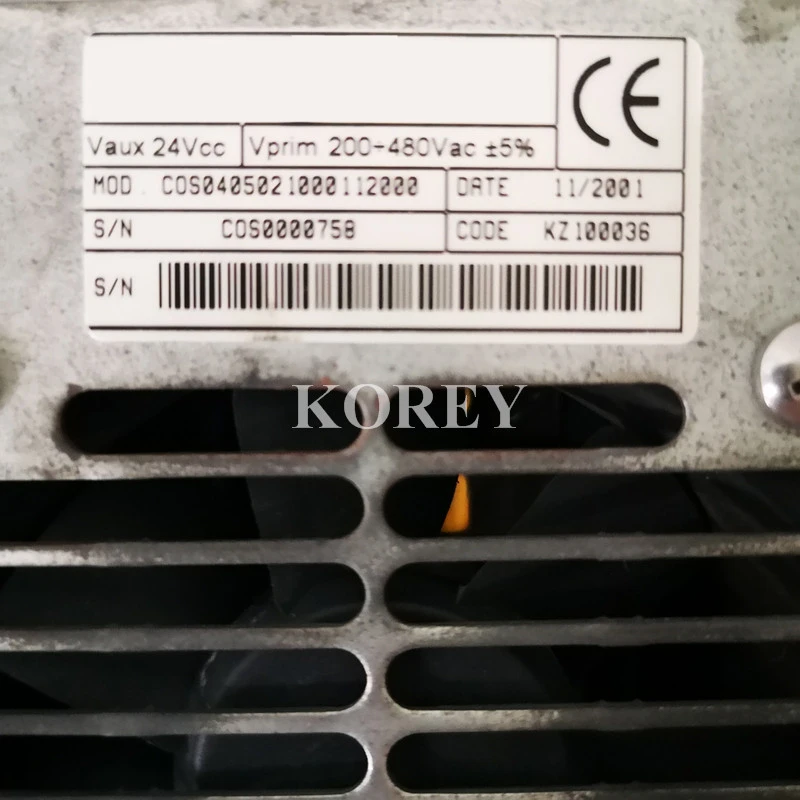 CE
Vaux 24Vcc Vprim 200÷480Vac ±5%
MOD. COS0405021000112000 DATE 11/2001
S/N COS0000758 CODE KZ100036
S/N
KOREY